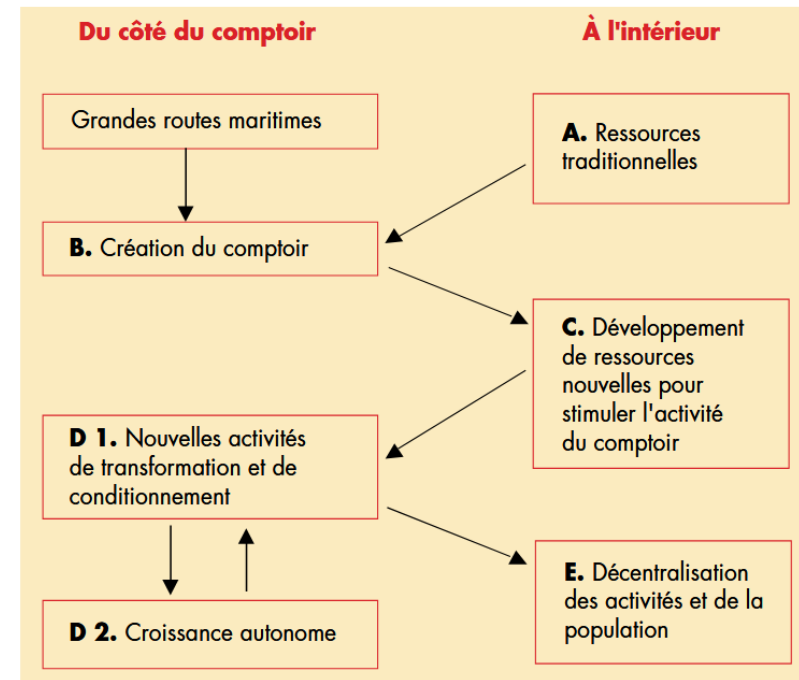 Du côté du comptoir
À l'intérieur
Grandes routes maritimes
A. Ressources
traditionnelles
B. Création du comptoir
C. Développement
de ressources
nouvelles pour
stimuler l'activité
du comptoir
D 1. Nouvelles activités
de transformation et de
conditionnement
E. Décentralisation
des activités et de la
population
D 2. Croissance autonome